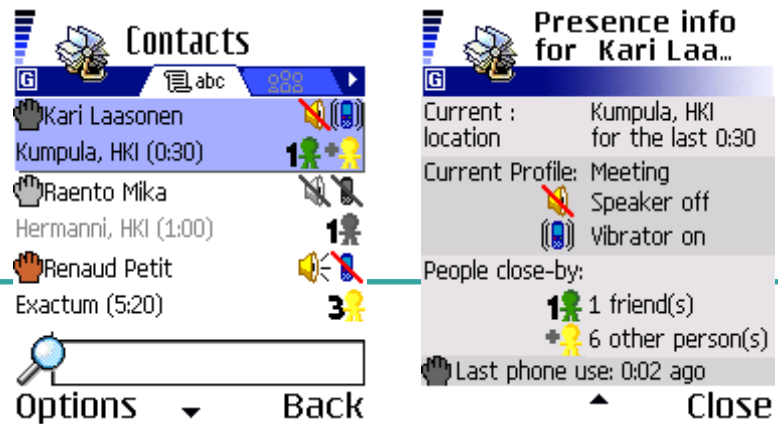 Contacts
G abc
Kari Laasonen
Kumpula, HKI (0:30) 1 +
Raento Mika
Hermanni, HKI (1:00) 1
Renaud Petit
Exactum (5:20) 3
Options Back
Presence info
for Kari Laa…
G
Current : Kumpula, HKI
location for the last 0:30
Current Profile: Meeting
Speaker off
Vibrator on
People close-by:
1 1 friend(s)
+ 6 other person(s)
Last phone use: 0:02 ago
Close